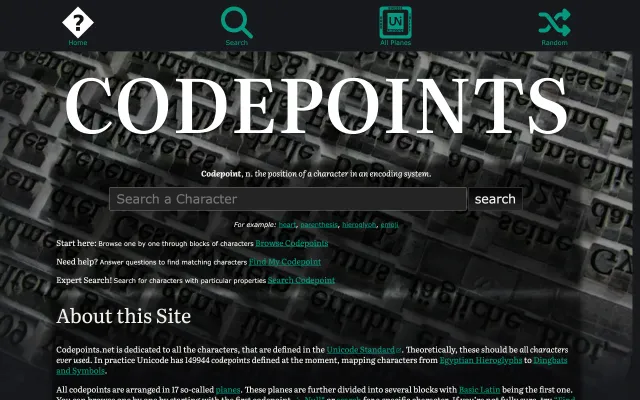 Home
Search
All Planes
Random
CODEPOINTS
Codepoint, n. the position of a character in an encoding system.
Search a Character
search
For example: heart, parenthesis, hieroglyph, emoji
Start here: Browse one by one through blocks of characters Browse Codepoints
Need help? Answer questions to find matching characters Find My Codepoint
Expert Search! Search for characters with particular properties Search Codepoint
About this Site
Codepoints.net is dedicated to all the characters, that are defined in the Unicode Standard. Theoretically, these should be all characters
ever used. In practice Unicode has 149944 codepoints defined at the moment, mapping characters from Egyptian Hieroglyphs to Dingbats
and Symbols.
All codepoints are arranged in 17 so-called planes. These planes are further divided into several blocks with Basic Latin being the first one.